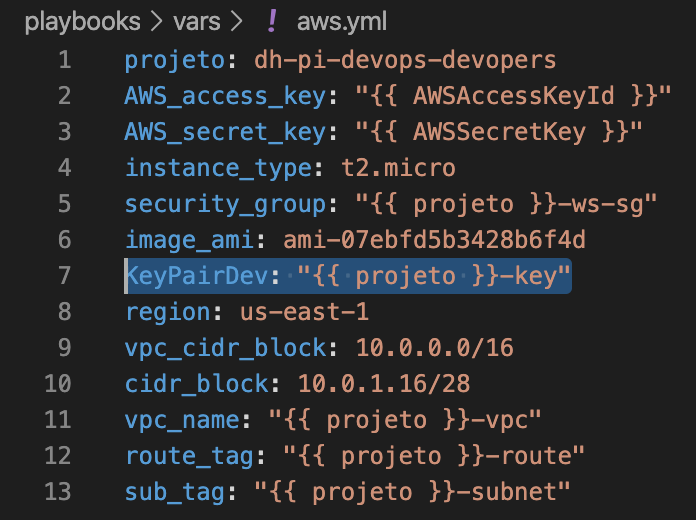 playbooks > vars > ! aws.yml
1 projeto: dh-pi-devops-devopers
2 AWS_access_key: "{{ AWSAccessKeyId }}"
3 AWS_secret_key: "{{ AWSSecretKey }}"
4 instance_type: t2.micro
5 security_group: "{{ projeto }}-ws-sg"
6 image_ami: ami-07ebfd5b3428b6f4d
7 KeyPairDev: "{{ projeto }}-key"
8 region: us-east-1
9 vpc_cidr_block: 10.0.0.0/16
10 cidr_block: 10.0.1.16/28
11 vpc_name: "{{ projeto }}-vpc"
12 route_tag: "{{ projeto }}-route"
13 sub_tag: "{{ projeto }}-subnet"